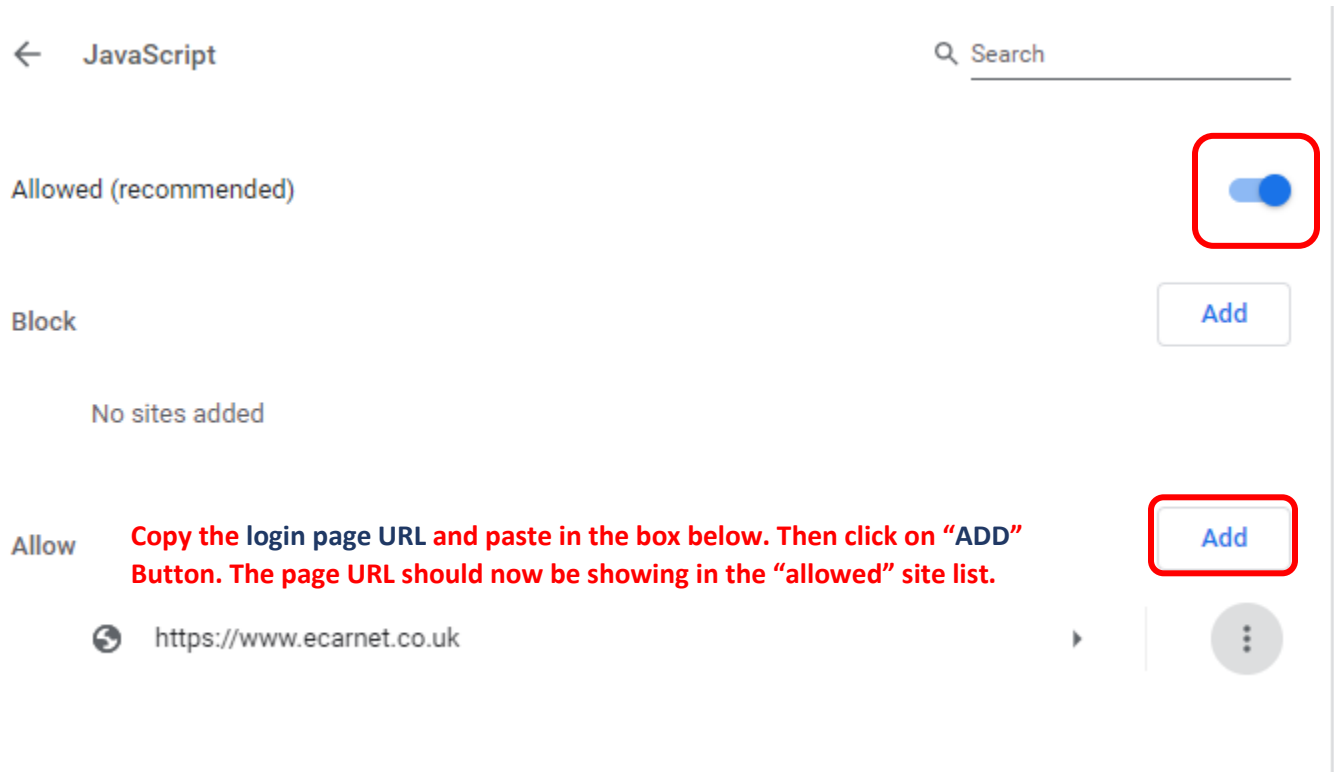 JavaScript
Search
Allowed (recommended)
Block
Add
No sites added
Allow
Copy the login page URL and paste in the box below. Then click on “ADD”
Button. The page URL should now be showing in the “allowed” site list.
Add
https://www.ecarnet.co.uk